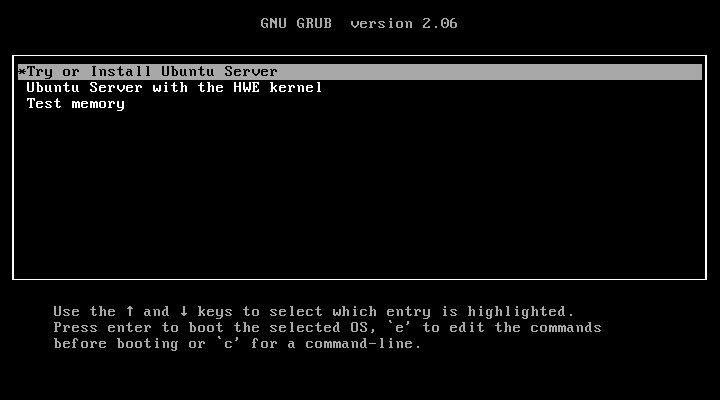 GNU GRUB  version 2.06
*Try or Install Ubuntu Server
Ubuntu Server with the HWE kernel
Test memory
Use the ↑ and ↓ keys to select which entry is highlighted.
Press enter to boot the selected OS, `e' to edit the commands
before booting or `c' for a command-line.